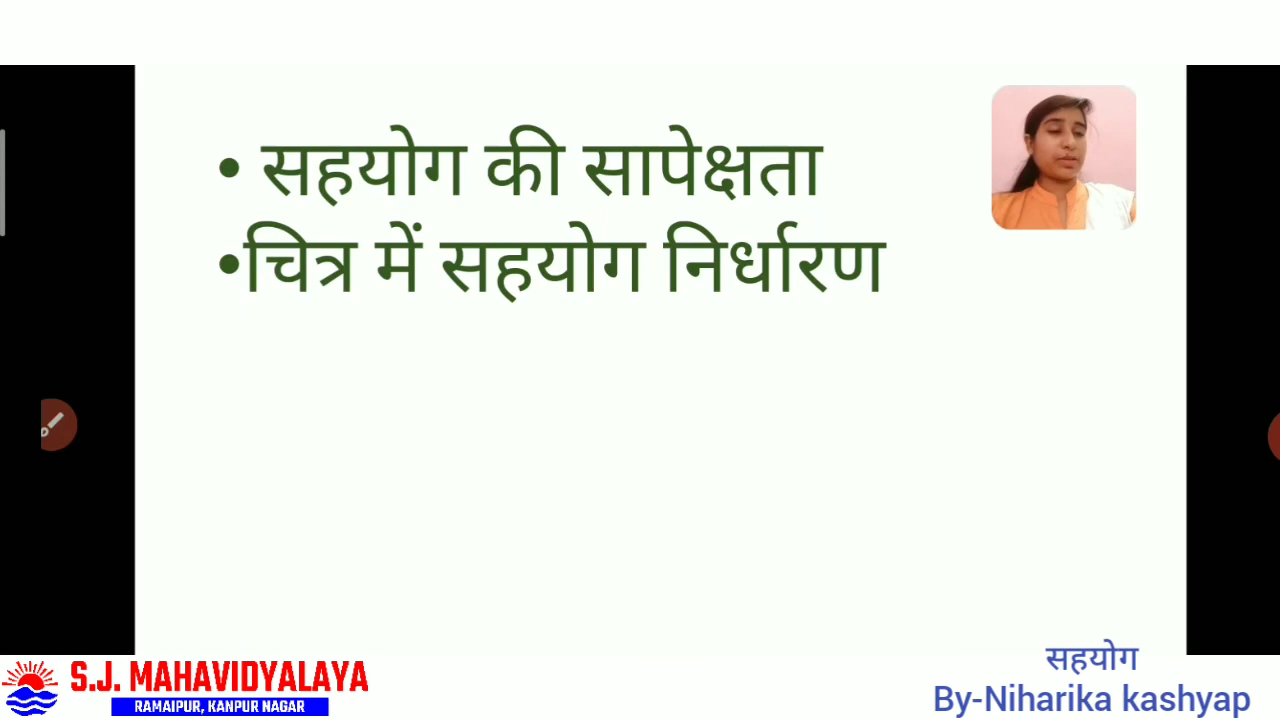 • सहयोग की सापेक्षता
•चित्र में सहयोग निर्धारण
सहयोग
By-Niharika kashyap
S.J. MAHAVIDYALAYA
RAMAIPUR, KANPUR NAGAR